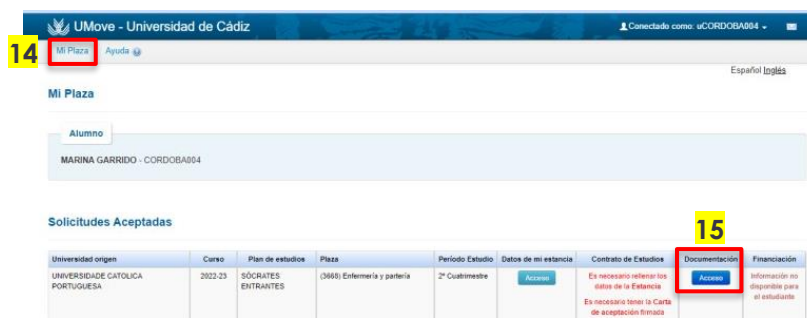 UMove - Universidad de Cádiz
Conectado como: uCORDOBA004
14
Mi Plaza Ayuda
Español Inglés
Mi Plaza
Alumno
MARINA GARRIDO - CORDOBA004
Solicitudes Aceptadas
15
Universidad origen Curso Plan de estudios Plaza Período Estudio Datos de mi estancia Contrato de Estudios Documentación Financiación
UNIVERSIDADE CATOLICA PORTUGUESA 2022-23 SÓCRATES ENTRANTES (3668) Enfermería y partería 2º Cuatrimestre Acceso Es necesario rellenar los datos de la Estancia Acceso Información no disponible para el estudiante
Es necesario tener la Carta de aceptación firmada